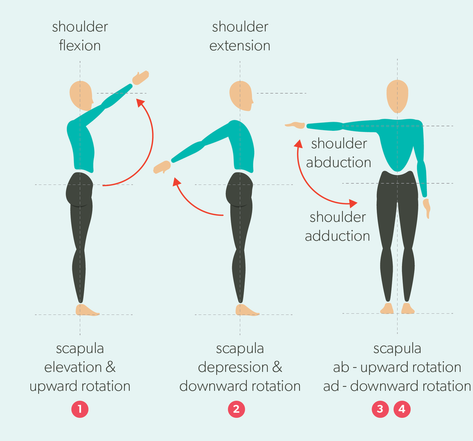 shoulder
flexion
shoulder
extension
shoulder
abduction
shoulder
adduction
scapula
elevation &
upward rotation
1
scapula
depression &
downward rotation
2
scapula
ab - upward rotation
ad - downward rotation
3 4